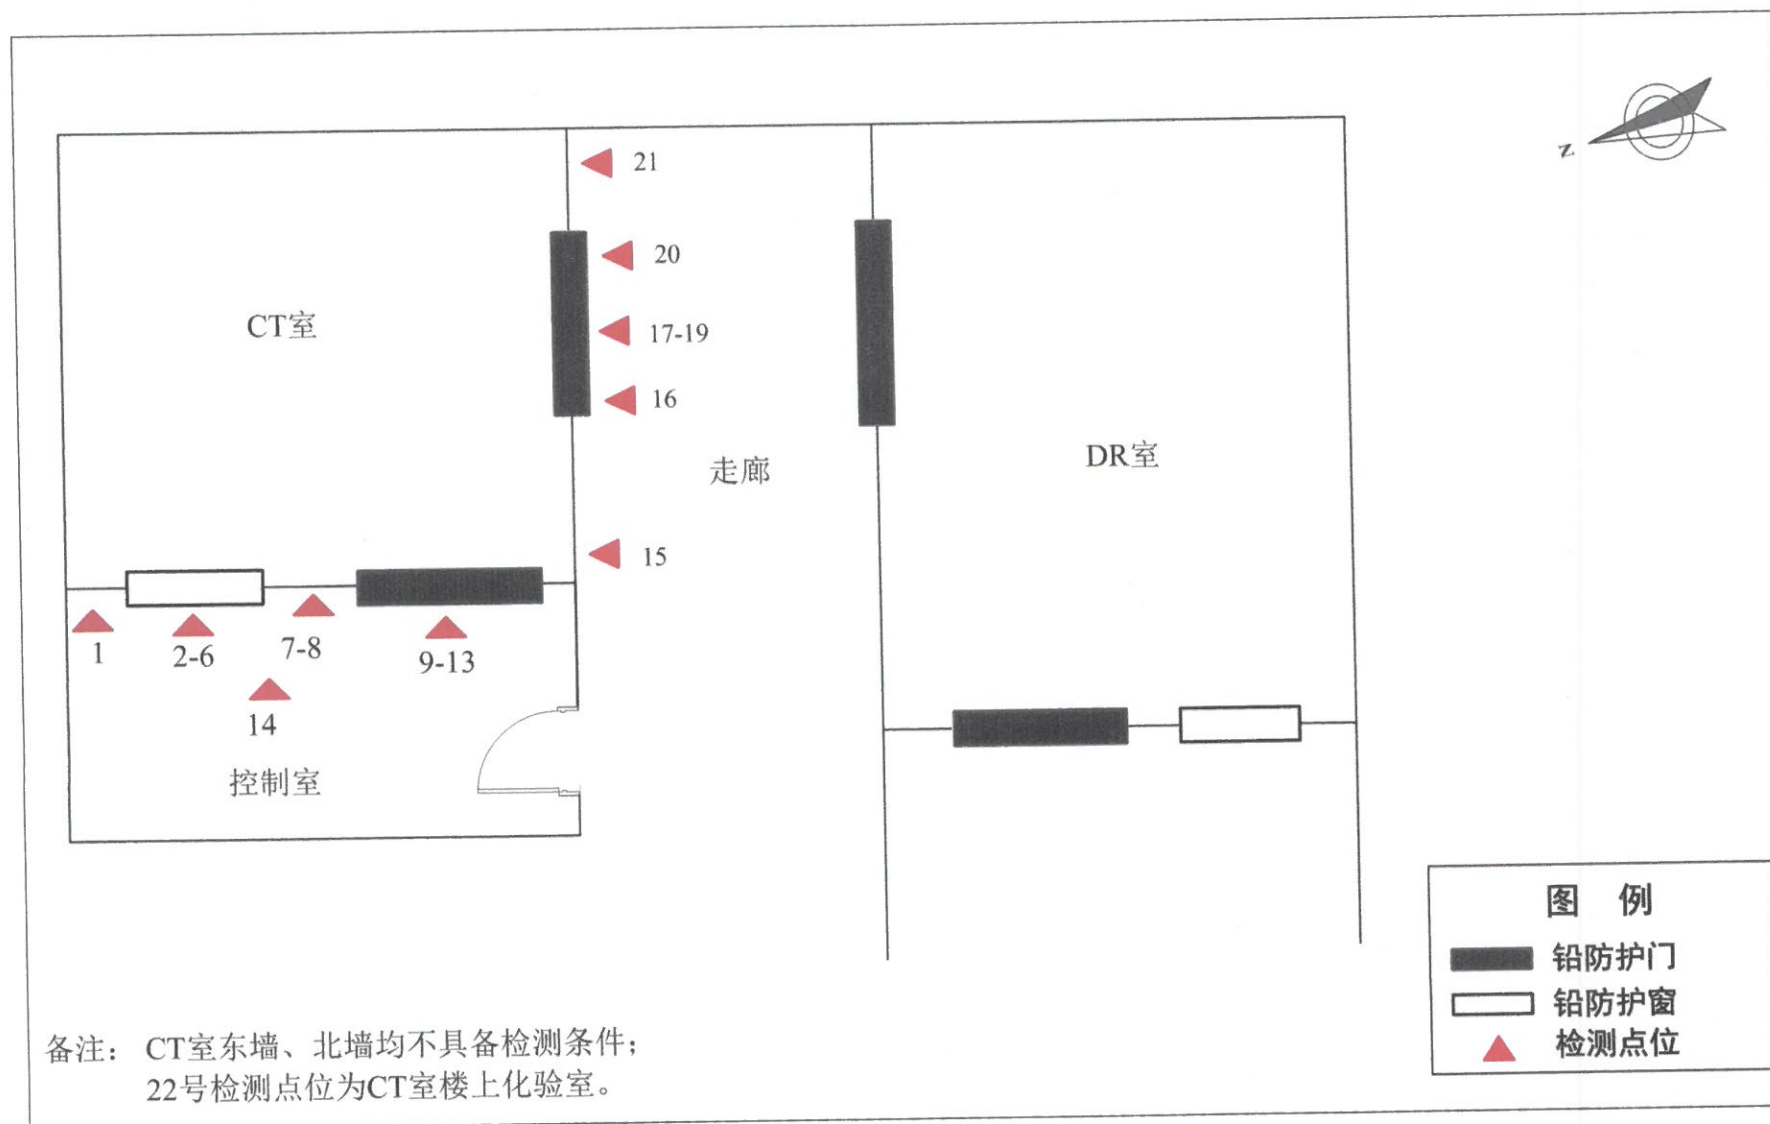 N
21
20
CT室
17-19
16
走廊
DR室
15
1
2-6
7-8
9-13
14
控制室
图 例
铅防护门
铅防护窗
检测点位
备注: CT室东墙、北墙均不具备检测条件;
22号检测点位为CT室楼上化验室。